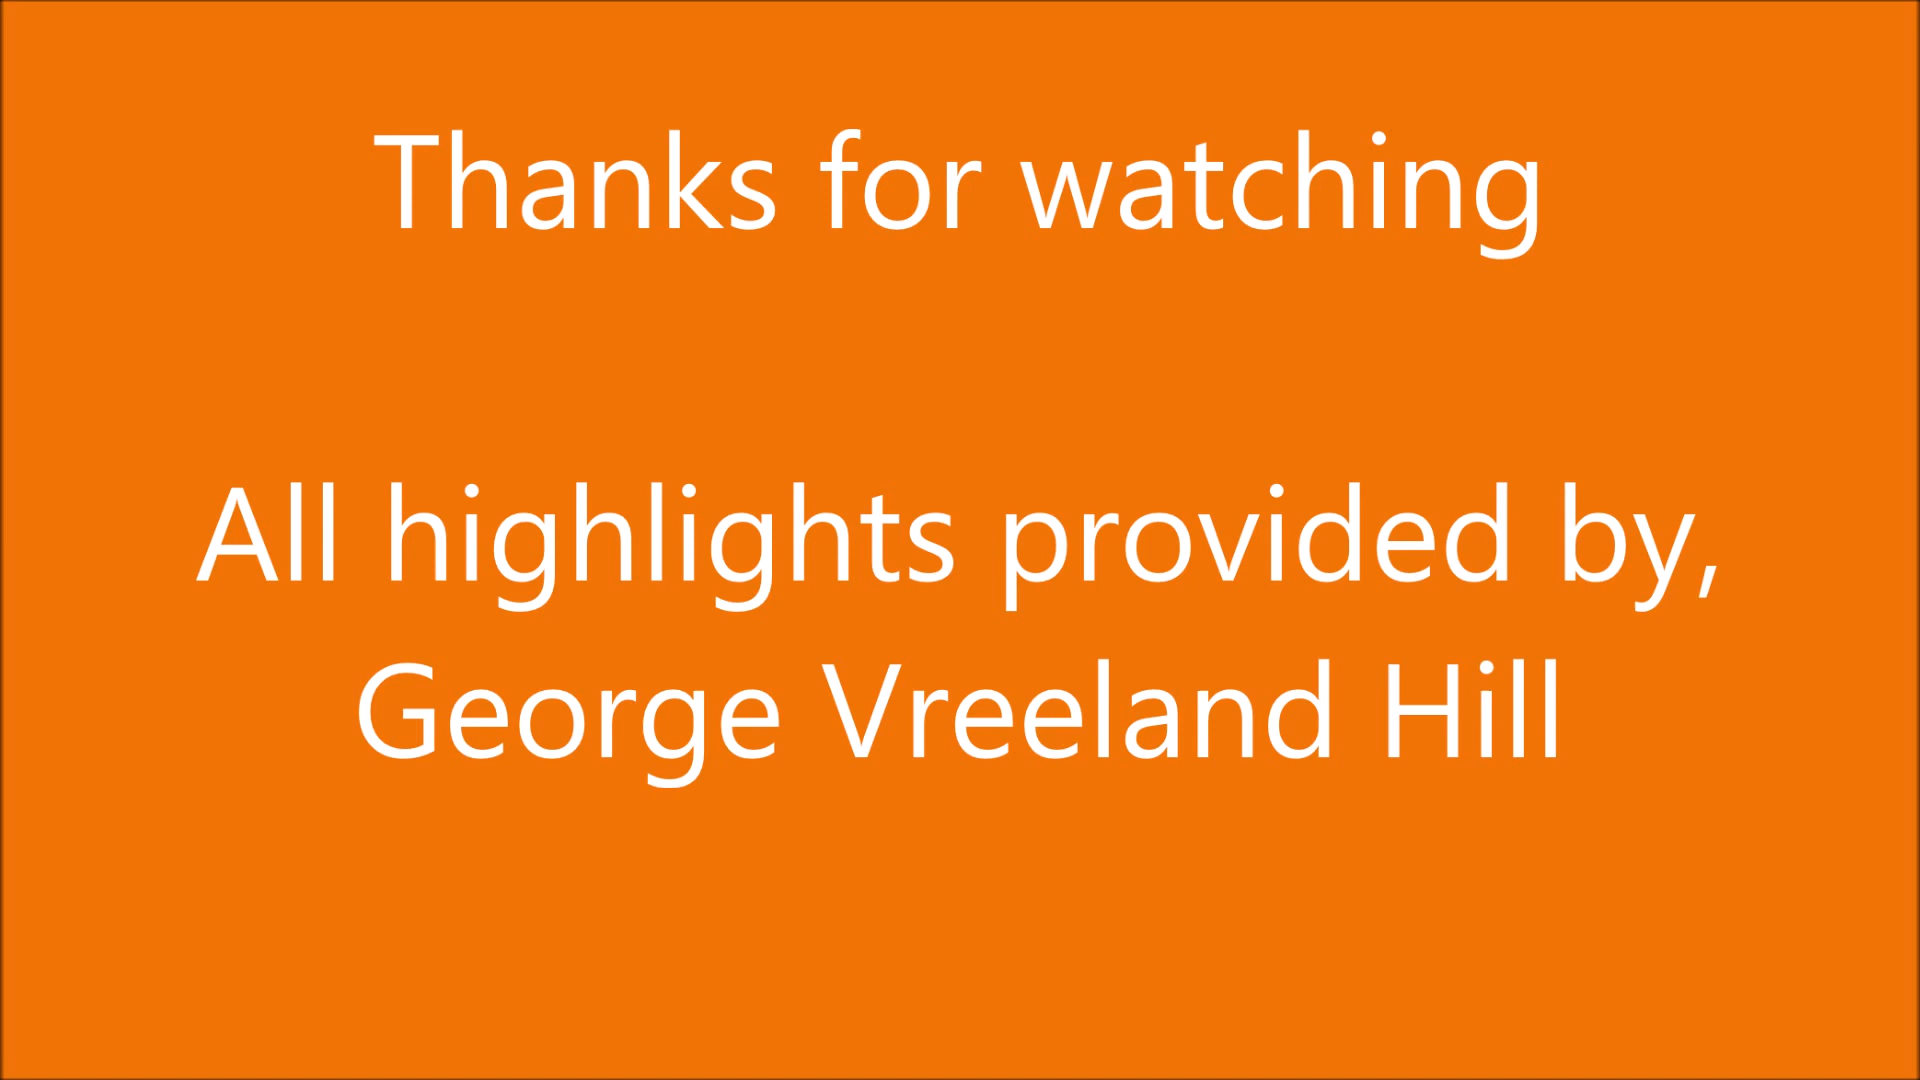 Thanks for watching
All highlights provided by,
George Vreeland Hill